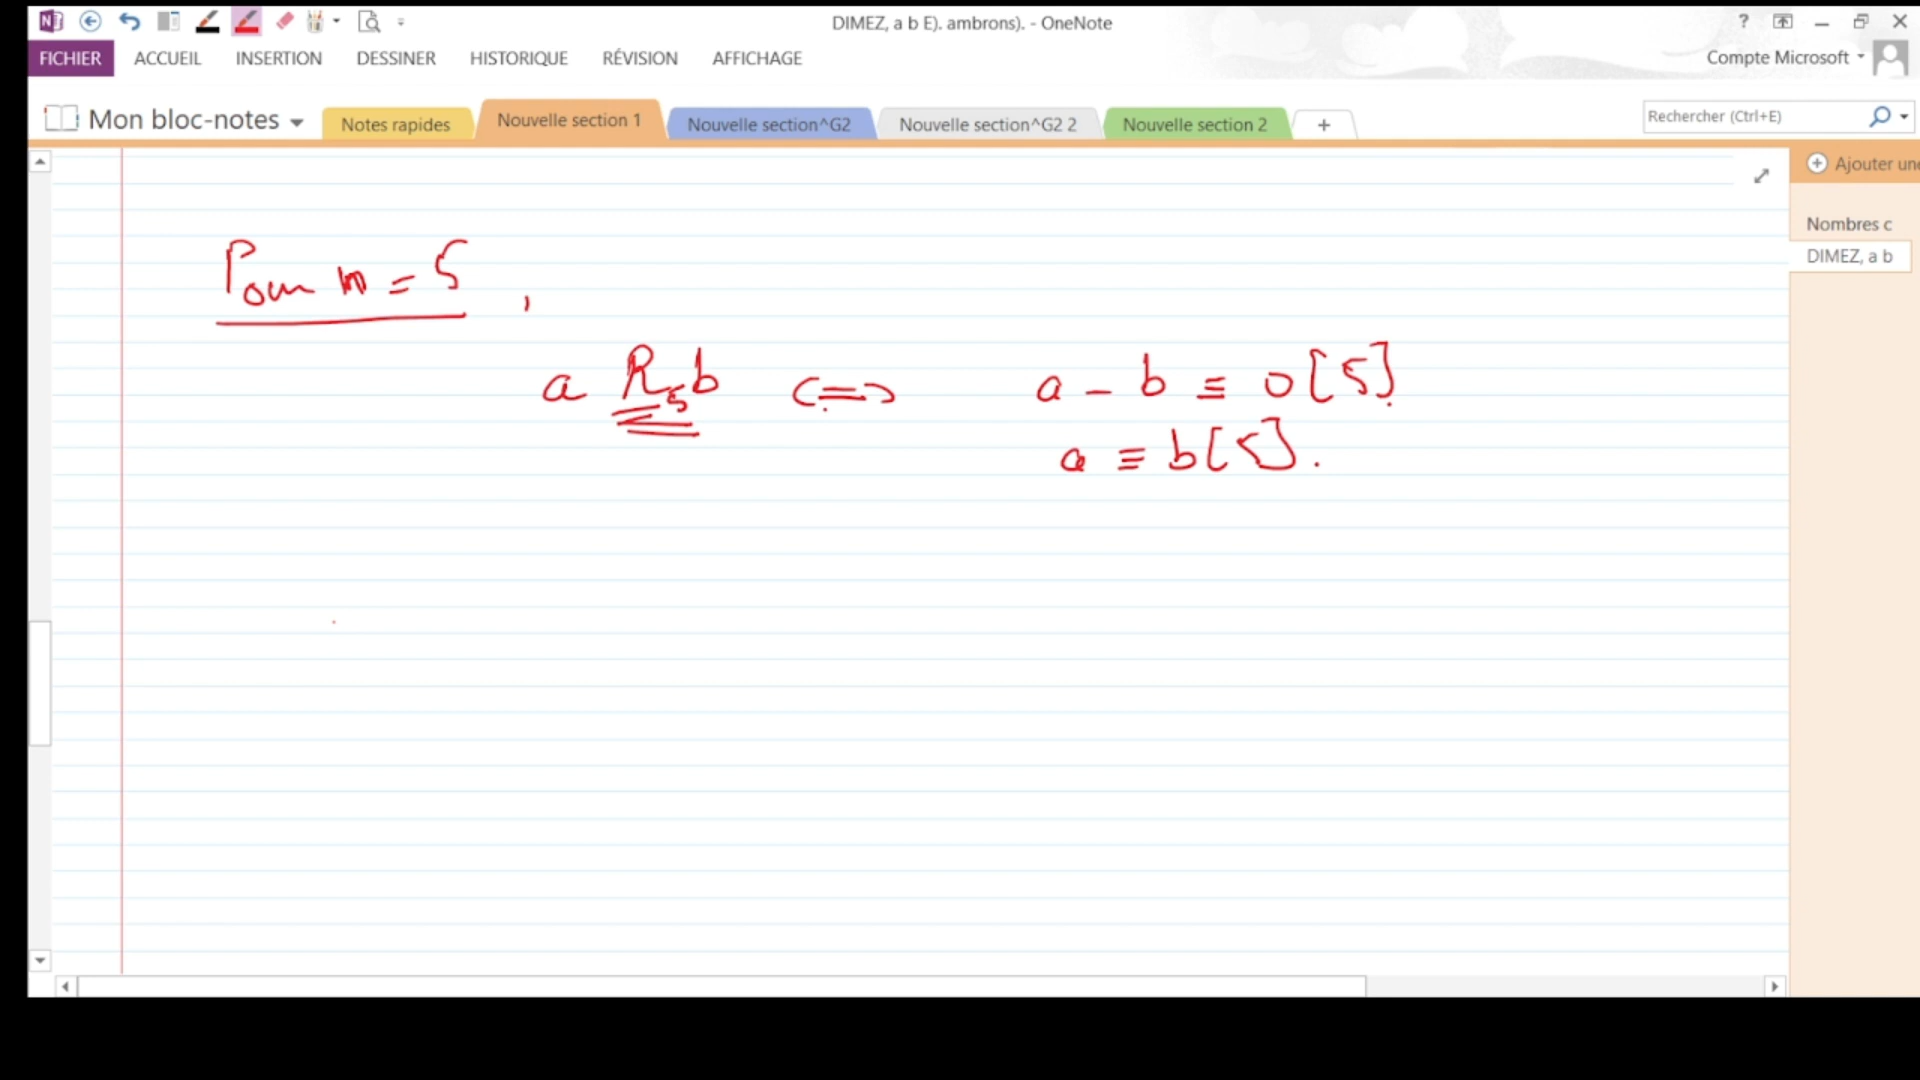 DIMEZ, a b E). ambrons). - OneNote
?
FICHIER ACCUEIL INSERTION DESSINER HISTORIQUE RÉVISION AFFICHAGE
Compte Microsoft
Mon bloc-notes
Notes rapides Nouvelle section 1 Nouvelle section^G2 Nouvelle section^G2 2 Nouvelle section 2 +
Rechercher (Ctrl+E)
Ajouter une
Nombres c
DIMEZ, a b
Pour n = 5,
a R₅ b <=> a - b ≡ 0 [5].
a ≡ b [5].